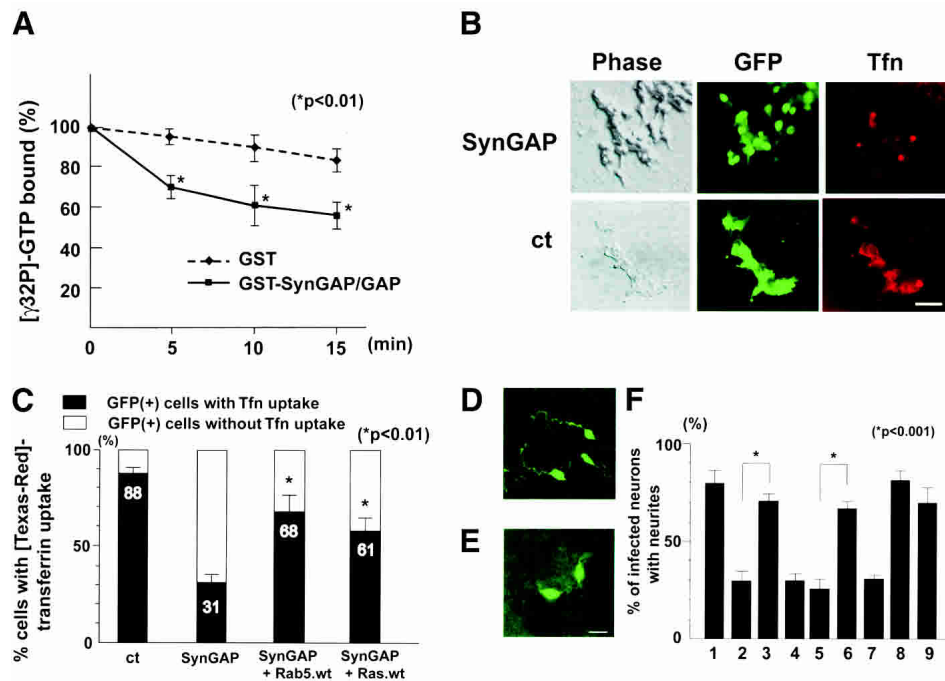 A
[γ32P]-GTP bound (%)
100
80
60
40
20
(*p<0.01)
*
*
*
GST
GST-SynGAP/GAP
0
5
10
15
(min)
B
Phase
GFP
Tfn
SynGAP
ct
C
GFP(+) cells with Tfn uptake
GFP(+) cells without Tfn uptake
(*p<0.01)
(%)
% cells with [Texas-Red]-
transferrin uptake
100
50
0
88
31
*
68
*
61
ct
SynGAP
SynGAP
+ Rab5.wt
SynGAP
+ Ras.wt
D
E
F
(%)
(*p<0.001)
% of infected neurons
with neurites
100
50
0
*
*
1
2
3
4
5
6
7
8
9